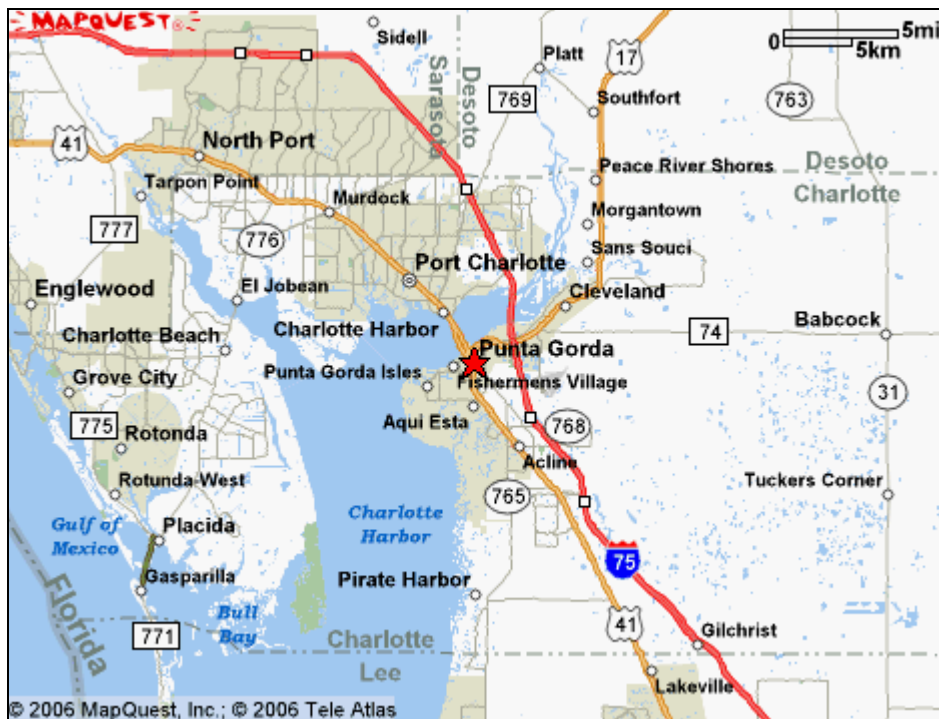 MAPQUEST®
Sidell
Platt
17
0 5mi
5km
Sarasota
Desoto
769
763
Southfort
41
North Port
Peace River Shores
Desoto
Charlotte
Tarpon Point
Murdock
Morgantown
777
776
Sans Souci
Port Charlotte
Englewood
El Jobean
Cleveland
Charlotte Harbor
74
Babcock
Charlotte Beach
Punta Gorda
Punta Gorda Isles
Fishermens Village
Grove City
31
Aqui Esta
775
768
Rotonda
Acline
Rotunda West
765
Tuckers Corner
Gulf of
Mexico
Placida
Charlotte
Harbor
75
Gasparilla
Pirate Harbor
Bull
Bay
Florida
771
41
Gilchrist
Charlotte
Lee
Lakeville
© 2006 MapQuest, Inc.; © 2006 Tele Atlas